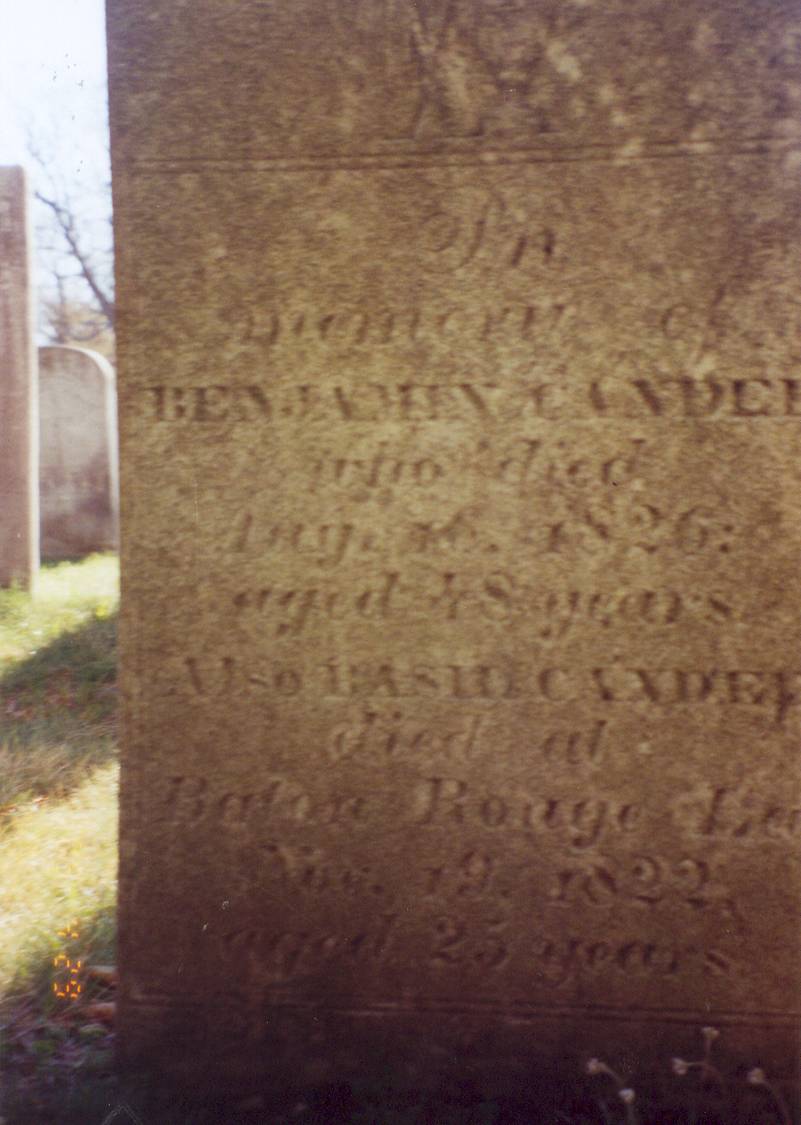 In
memory of
BENJAMIN CANDEE
who died
Aug. 16. 1826:
aged 48 years.
Also CANDEE
died at
Baton Rouge La
Nov. 19. 1822,
aged 25 years